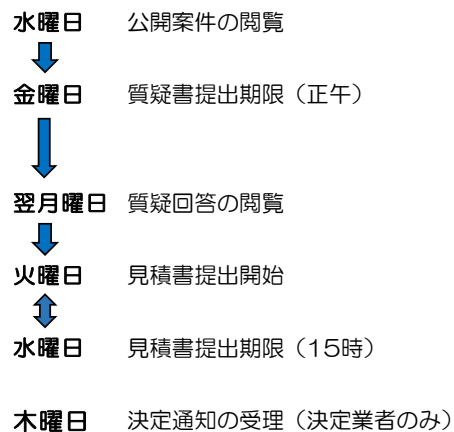 水曜日 公開案件の閲覧
金曜日 質疑書提出期限（正午）
翌月曜日 質疑回答の閲覧
火曜日 見積書提出開始
水曜日 見積書提出期限（15時）
木曜日 決定通知の受理（決定業者のみ）